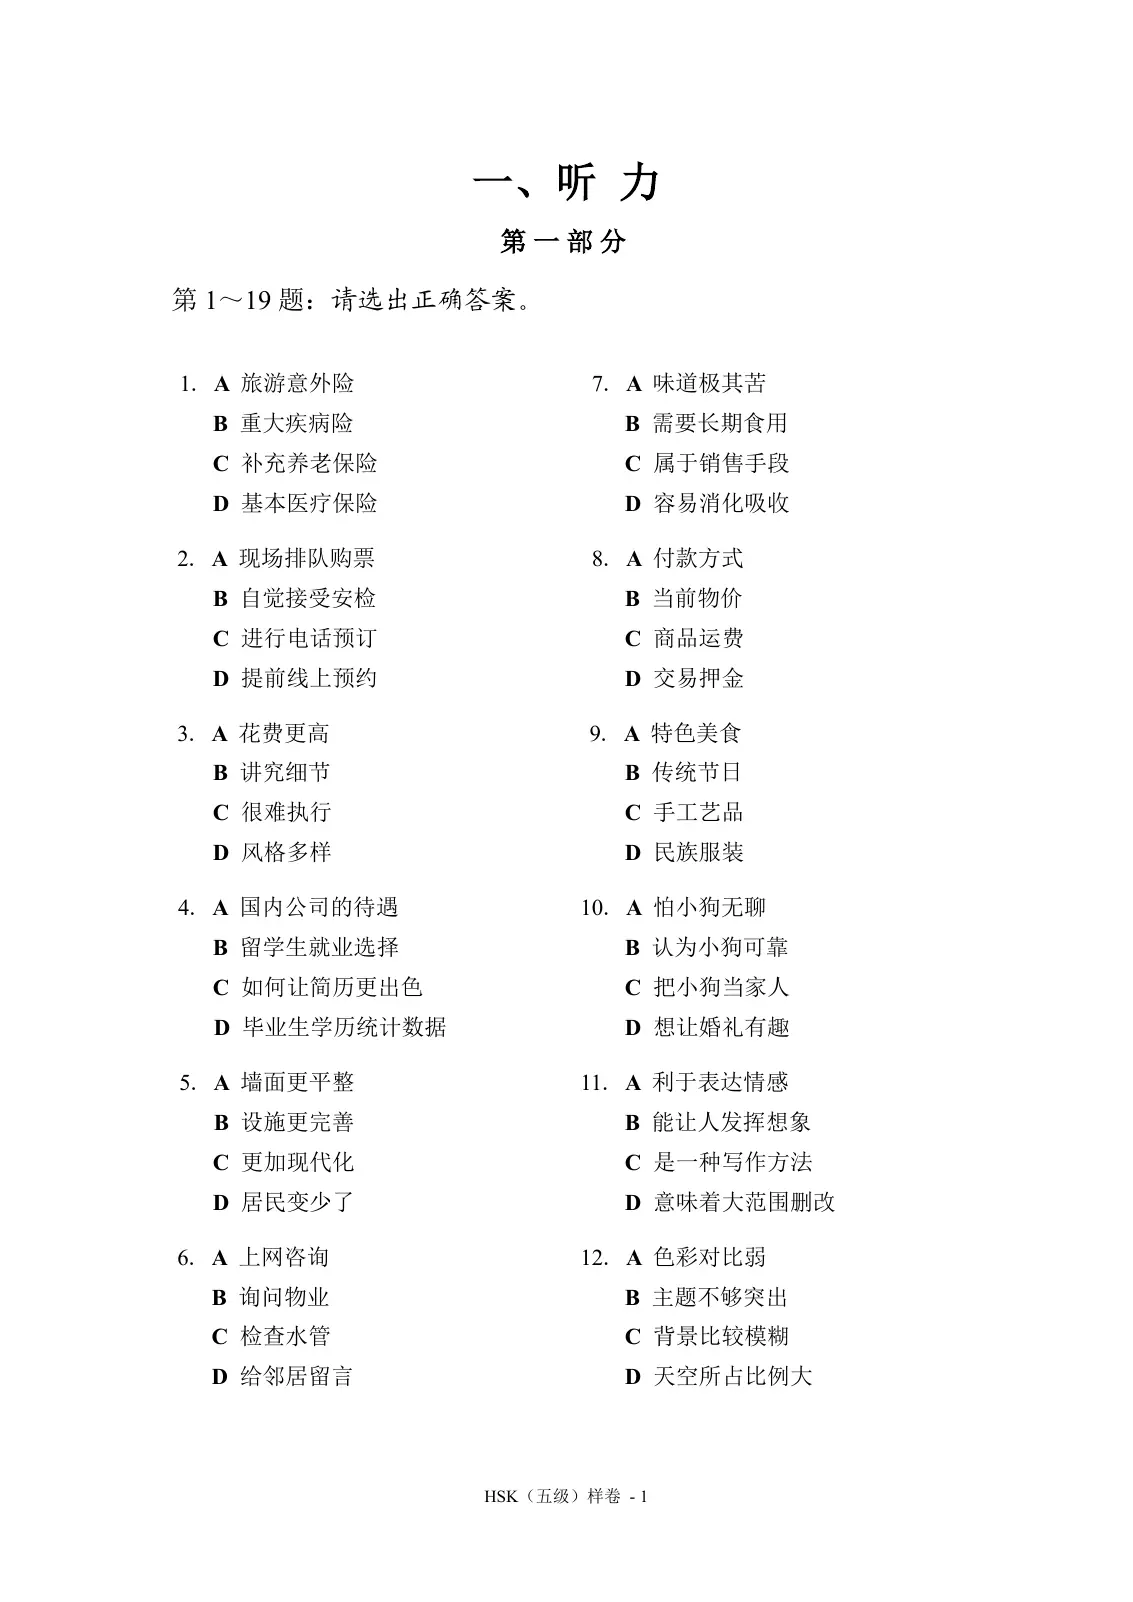 一、听 力
第一部分
第1～19题：请选出正确答案。
1. A 旅游意外险
B 重大疾病险
C 补充养老保险
D 基本医疗保险
2. A 现场排队购票
B 自觉接受安检
C 进行电话预订
D 提前线上预约
3. A 花费更高
B 讲究细节
C 很难执行
D 风格多样
4. A 国内公司的待遇
B 留学生就业选择
C 如何让简历更出色
D 毕业生学历统计数据
5. A 墙面更平整
B 设施更完善
C 更加现代化
D 居民变少了
6. A 上网咨询
B 询问物业
C 检查水管
D 给邻居留言
7. A 味道极其苦
B 需要长期食用
C 属于销售手段
D 容易消化吸收
8. A 付款方式
B 当前物价
C 商品运费
D 交易押金
9. A 特色美食
B 传统节日
C 手工艺品
D 民族服装
10. A 怕小狗无聊
B 认为小狗可靠
C 把小狗当家人
D 想让婚礼有趣
11. A 利于表达情感
B 能让人发挥想象
C 是一种写作方法
D 意味着大范围删改
12. A 色彩对比弱
B 主题不够突出
C 背景比较模糊
D 天空所占比例大
HSK（五级）样卷 - 1